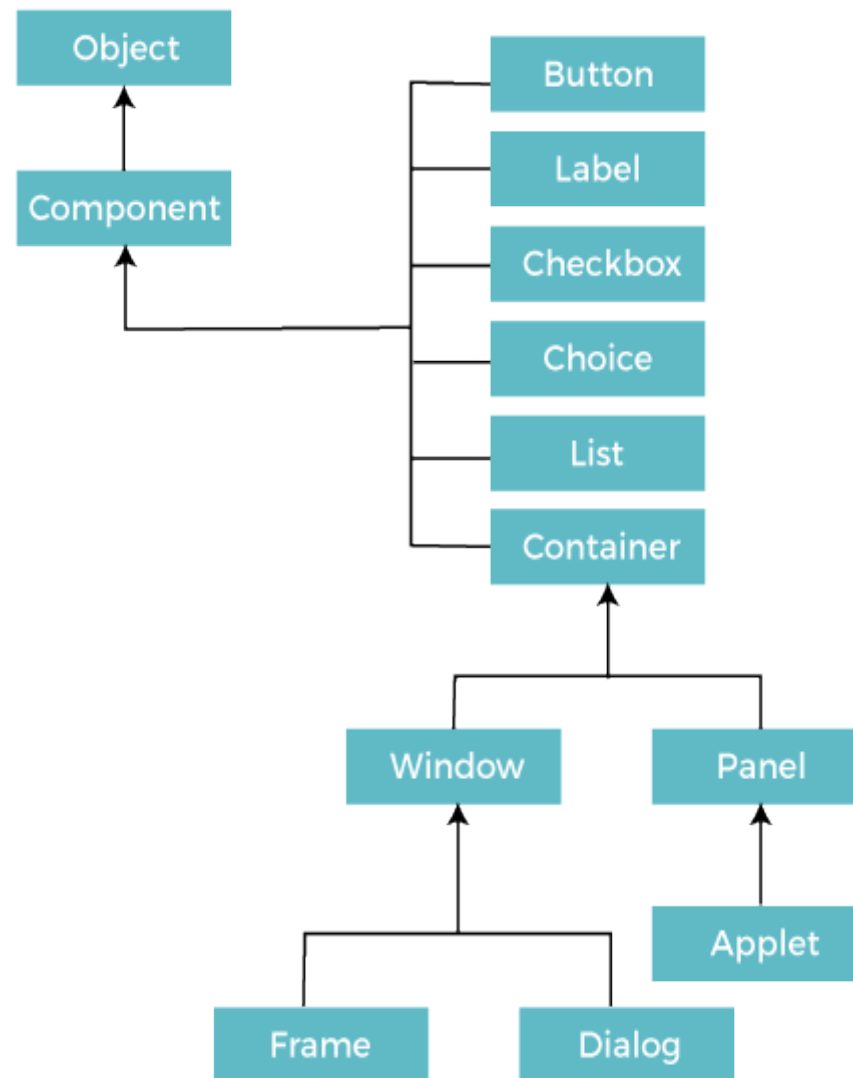 Object
Component
Button
Label
Checkbox
Choice
List
Container
Window
Panel
Applet
Frame
Dialog